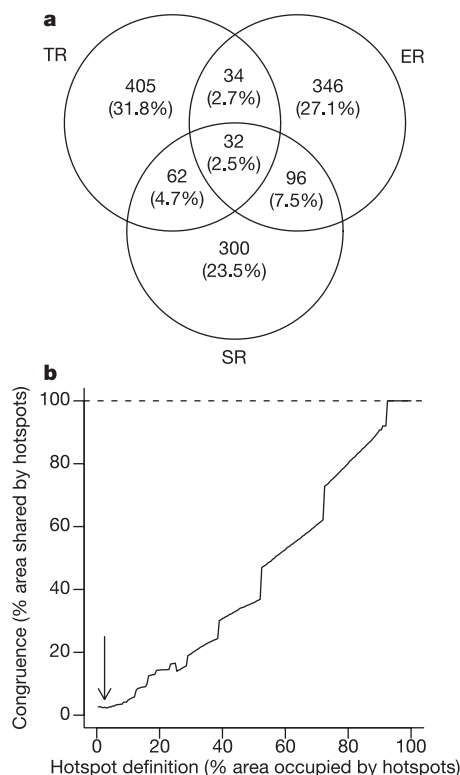 a
TR
ER
405
(31.8%)
34
(2.7%)
346
(27.1%)
32
(2.5%)
62
(4.7%)
96
(7.5%)
300
(23.5%)
SR
b
Congruence (% area shared by hotspots)
100
80
60
40
20
0
0 20 40 60 80 100
Hotspot definition (% area occupied by hotspots)